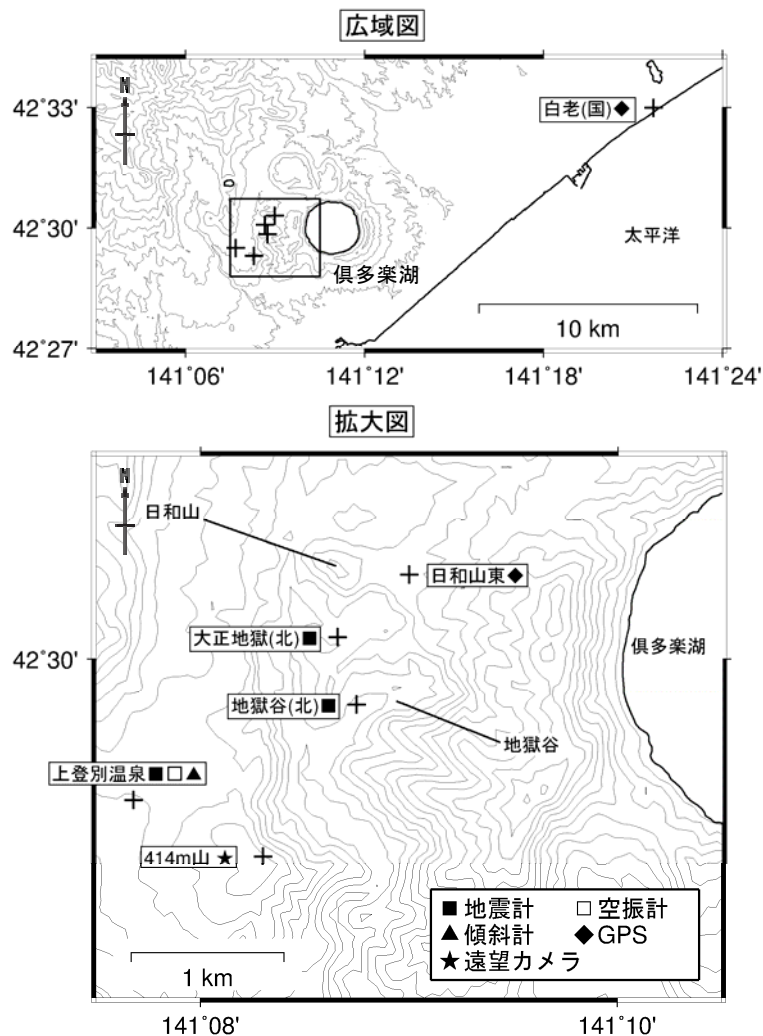 広域図
N
42°33'
白老(国)◆
42°30'
太平洋
倶多楽湖
10 km
42°27'
141°06'
141°12'
141°18'
141°24'
拡大図
N
日和山
日和山東◆
大正地獄(北)■
倶多楽湖
42°30'
地獄谷(北)■
地獄谷
上登別温泉■□▲
414m山 ★
■地震計 □空振計
▲傾斜計 ◆GPS
★遠望カメラ
1 km
141°08'
141°10'